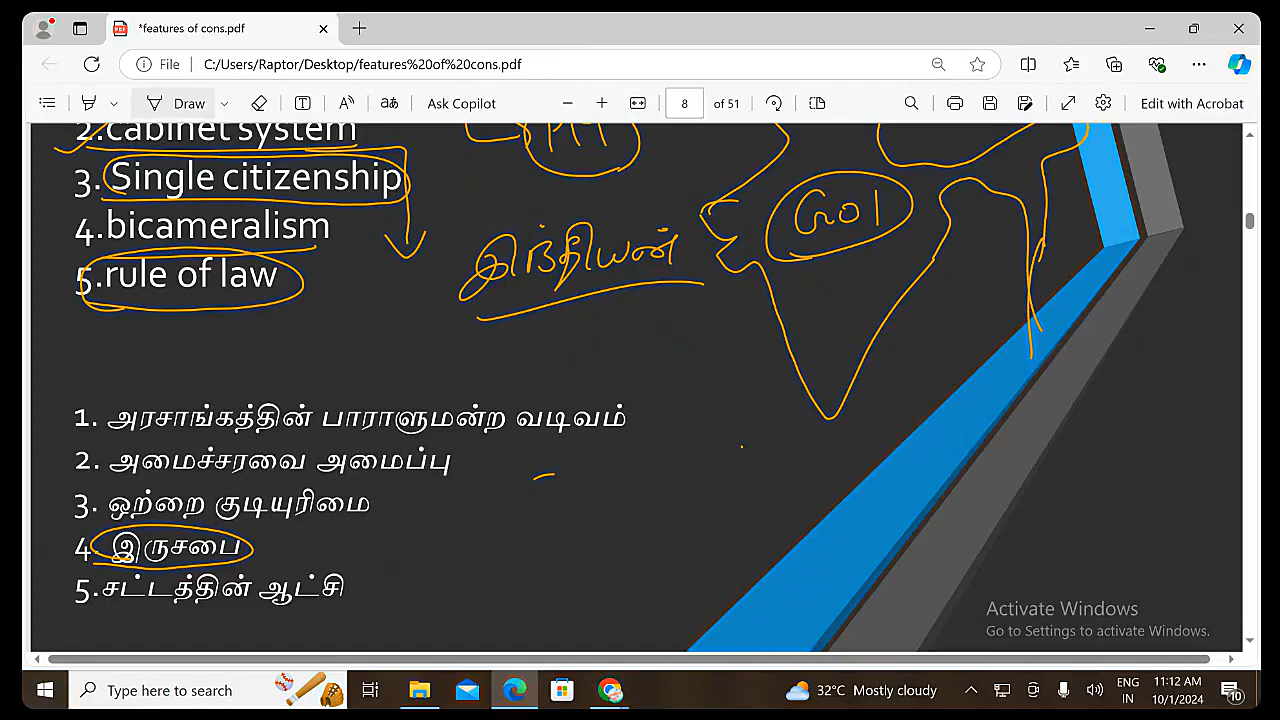 *features of cons.pdf
File C:/Users/Raptor/Desktop/features%20of%20cons.pdf
Draw Ask Copilot 8 of 51 Edit with Acrobat
2.cabinet system
3. Single citizenship
4.bicameralism
5.rule of law
GOI
இந்தியன்
1. அரசாங்கத்தின் பாராளுமன்ற வடிவம்
2. அமைச்சரவை அமைப்பு
3. ஒற்றை குடியுரிமை
4. இருசபை
5.சட்டத்தின் ஆட்சி
Activate Windows
Go to Settings to activate Windows.
Type here to search
32°C Mostly cloudy
ENG
IN
11:12 AM
10/1/2024
10